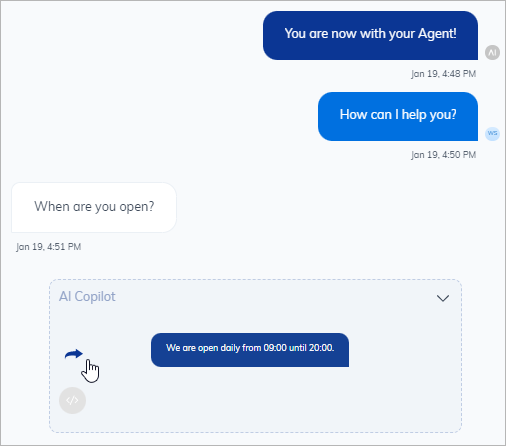 You are now with your Agent!
AI
Jan 19, 4:48 PM
How can I help you?
WS
Jan 19, 4:50 PM
When are you open?
Jan 19, 4:51 PM
AI Copilot
We are open daily from 09:00 until 20:00.
</>